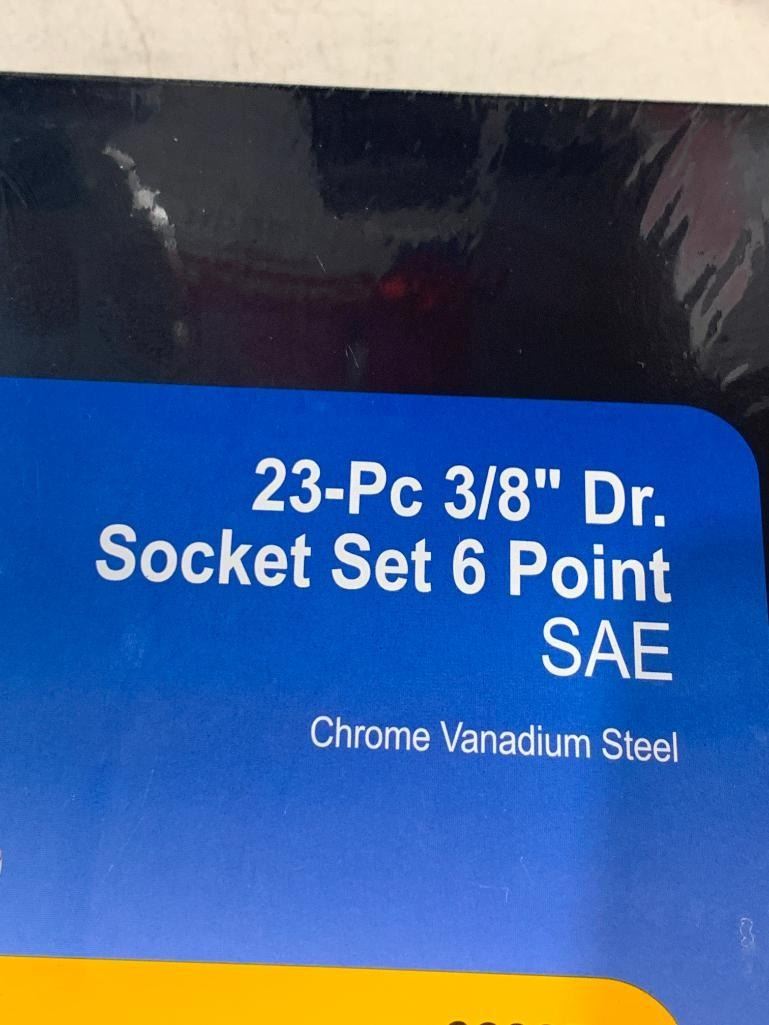 23-Pc 3/8" Dr.
Socket Set 6 Point
SAE
Chrome Vanadium Steel